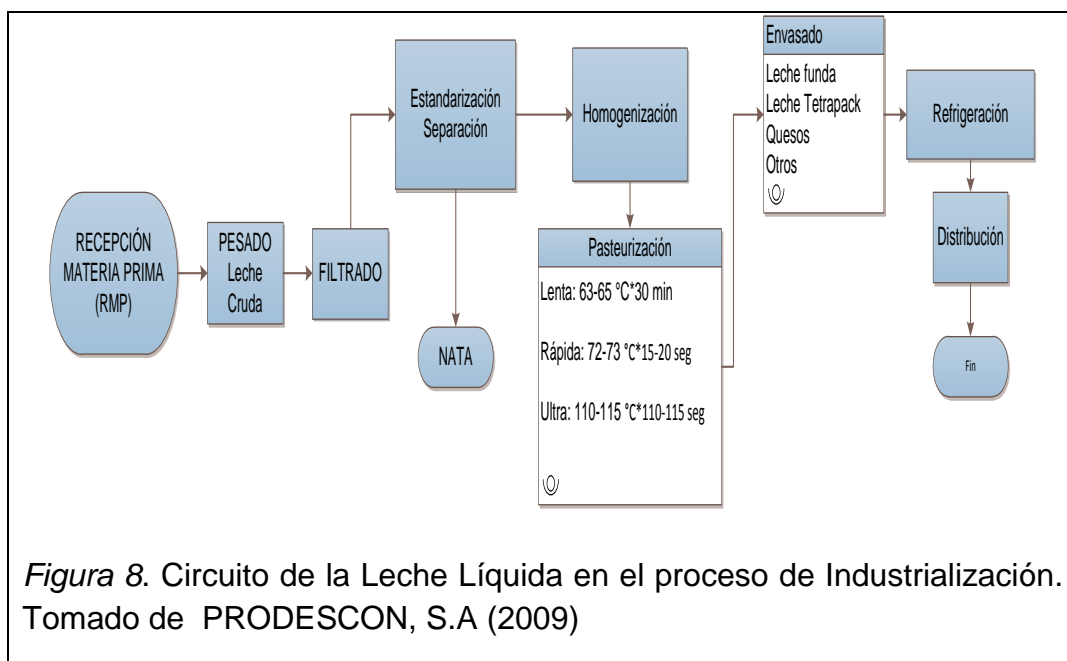 RECEPCIÓN
MATERIA PRIMA
(RMP)
PESADO
Leche
Cruda
FILTRADO
Estandarización
Separación
NATA
Homogenización
Pasteurización
Lenta: 63-65 °C*30 min
Rápida: 72-73 °C*15-20 seg
Ultra: 110-115 °C*110-115 seg
Envasado
Leche funda
Leche Tetrapack
Quesos
Otros
Refrigeración
Distribución
Fin
Figura 8. Circuito de la Leche Líquida en el proceso de Industrialización.
Tomado de PRODESCON, S.A (2009)